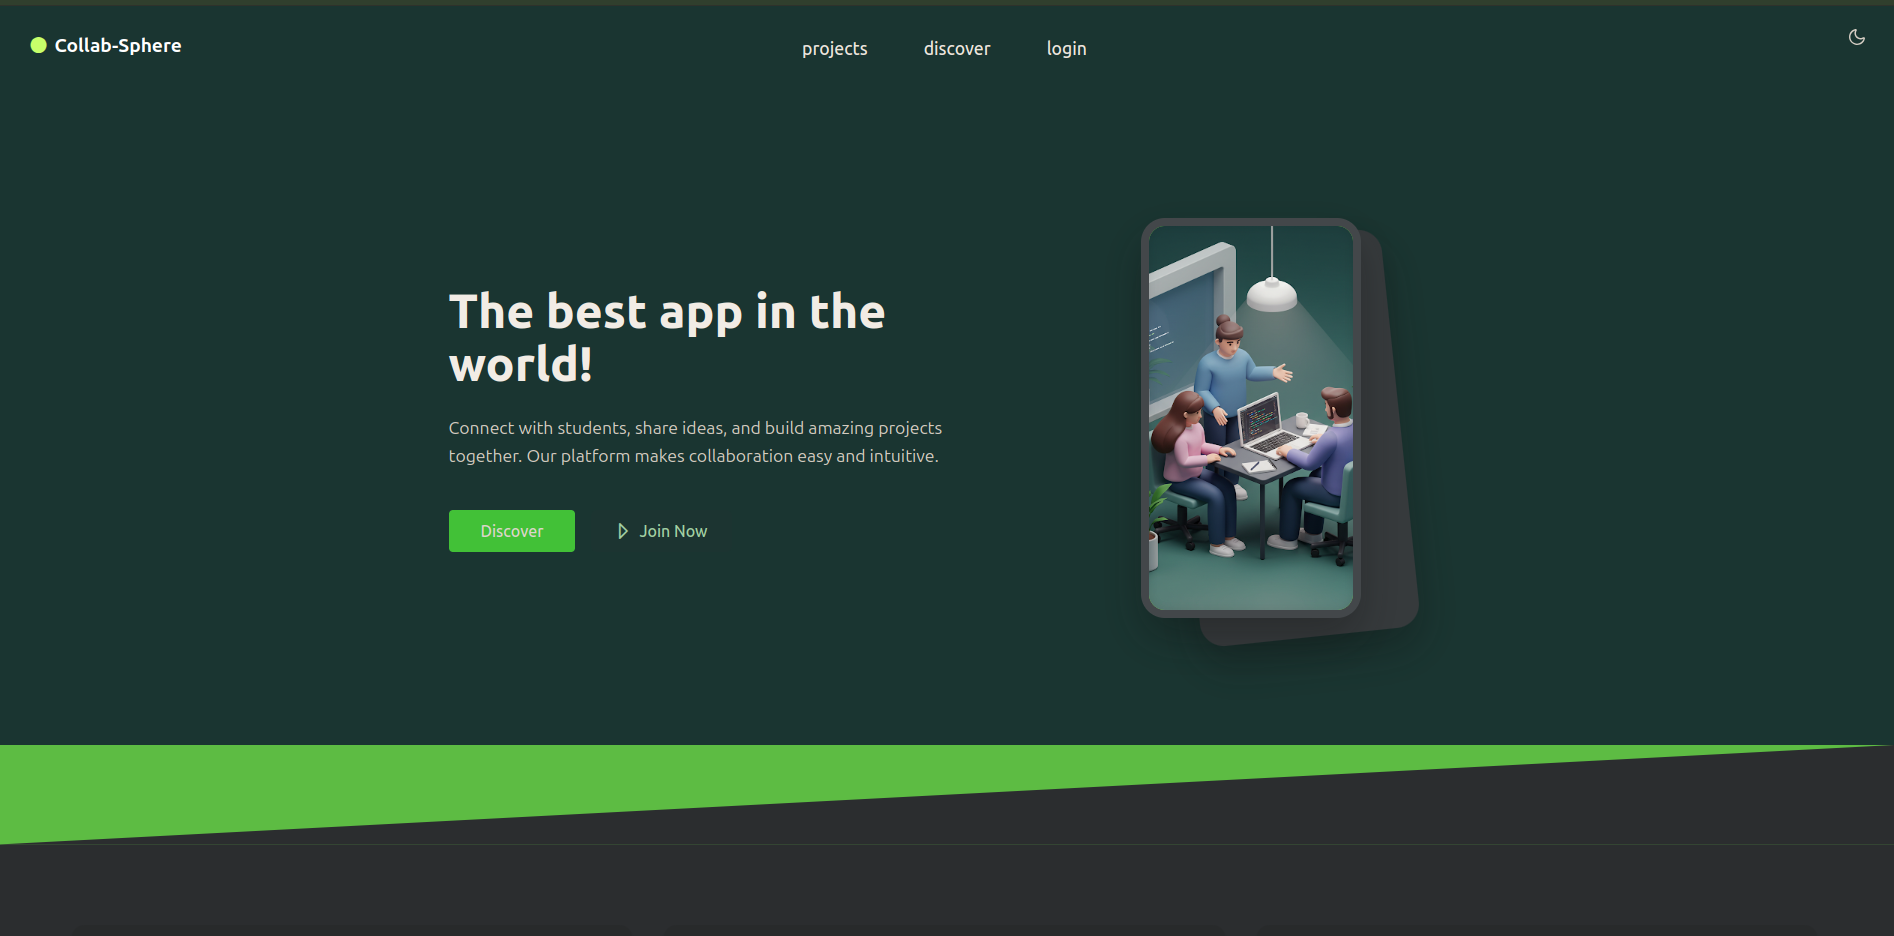 Collab-Sphere
projects
discover
login
The best app in the
world!
Connect with students, share ideas, and build amazing projects
together. Our platform makes collaboration easy and intuitive.
Discover
Join Now